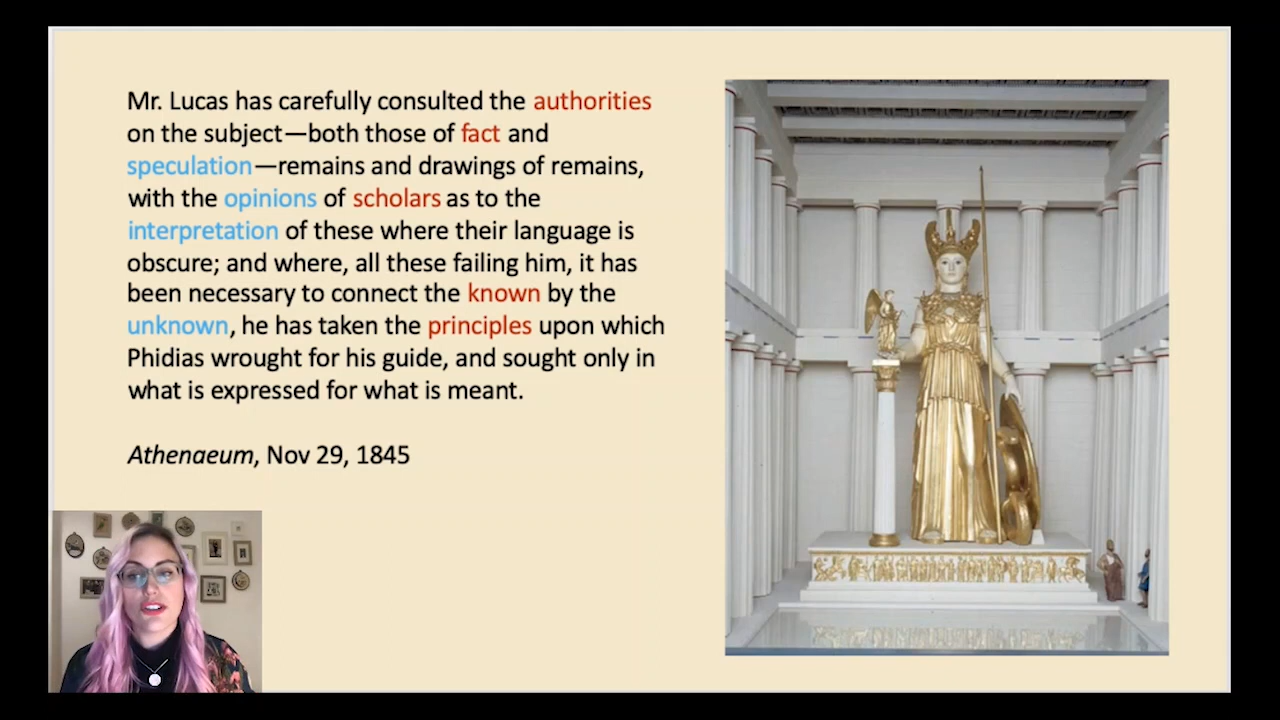 Mr. Lucas has carefully consulted the authorities
on the subject—both those of fact and
speculation—remains and drawings of remains,
with the opinions of scholars as to the
interpretation of these where their language is
obscure; and where, all these failing him, it has
been necessary to connect the known by the
unknown, he has taken the principles upon which
Phidias wrought for his guide, and sought only in
what is expressed for what is meant.
Athenaeum, Nov 29, 1845